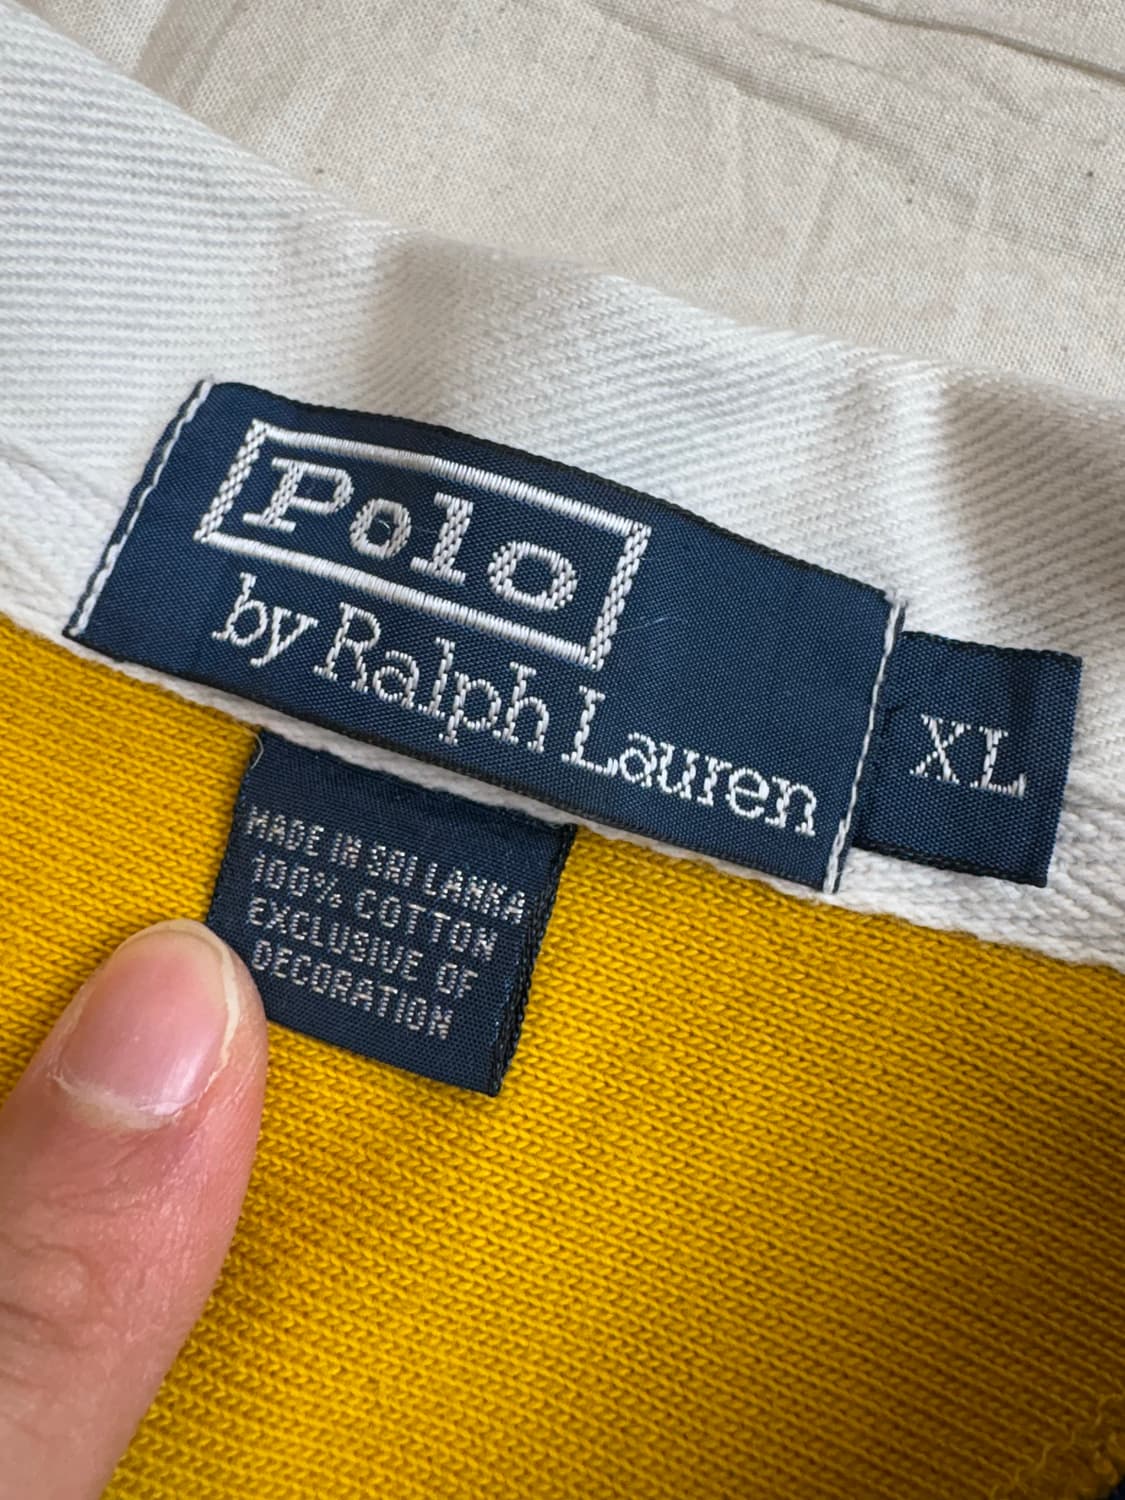 Polo
by Ralph Lauren
XL
MADE IN SRI LANKA
100% COTTON
EXCLUSIVE OF
DECORATION